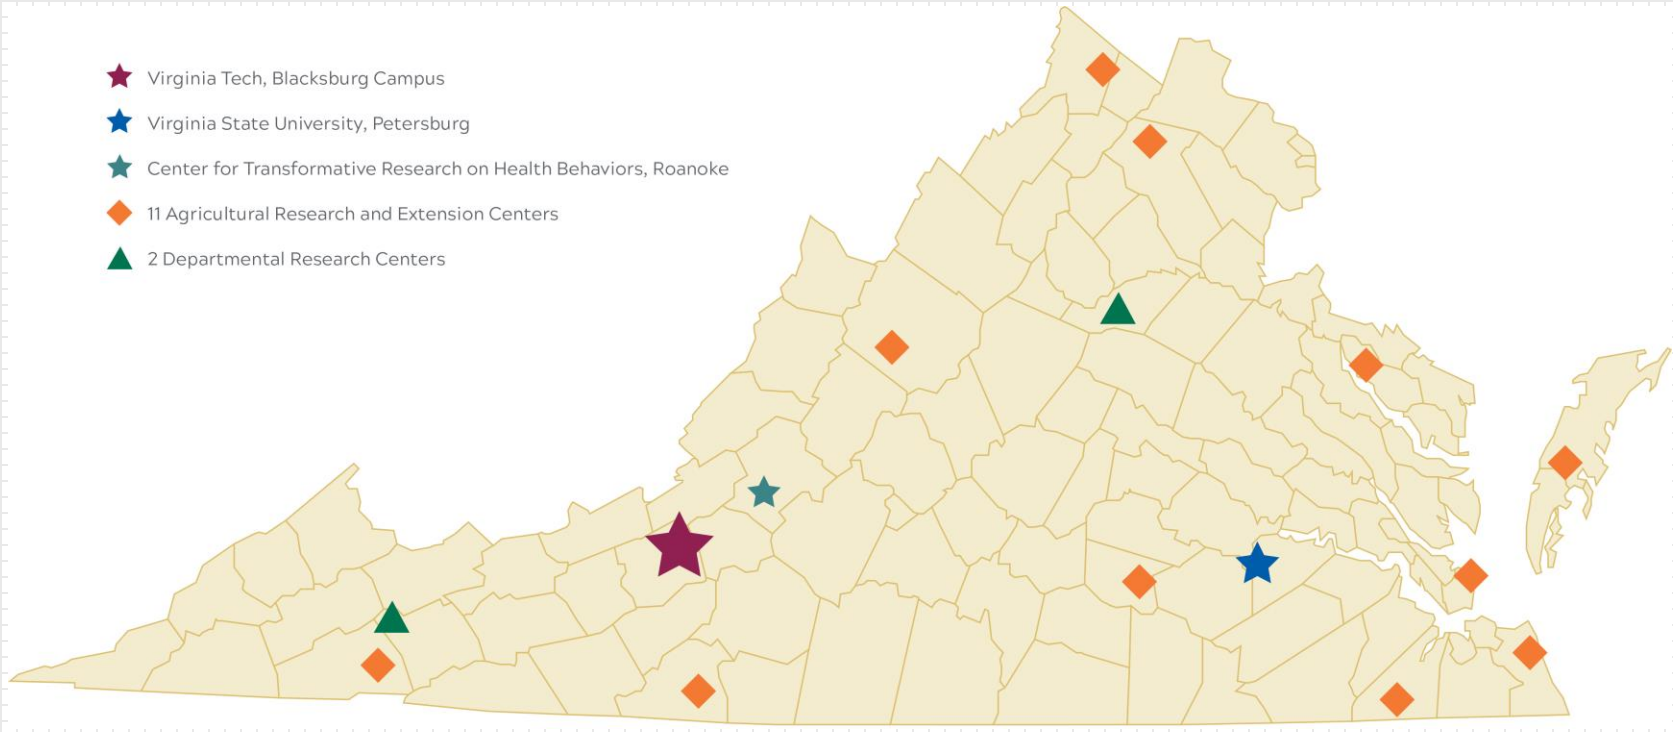 Virginia Tech, Blacksburg Campus
Virginia State University, Petersburg
Center for Transformative Research on Health Behaviors, Roanoke
11 Agricultural Research and Extension Centers
2 Departmental Research Centers